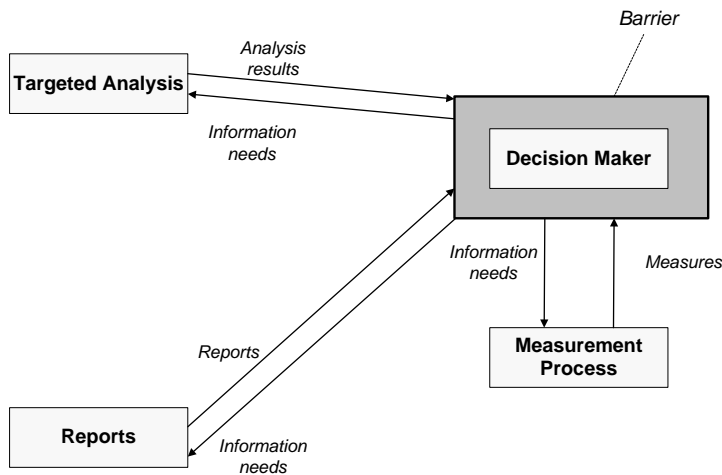 Barrier
Analysis
results
Targeted Analysis
Information
needs
Decision Maker
Information
needs
Measures
Measurement
Process
Reports
Reports
Information
needs